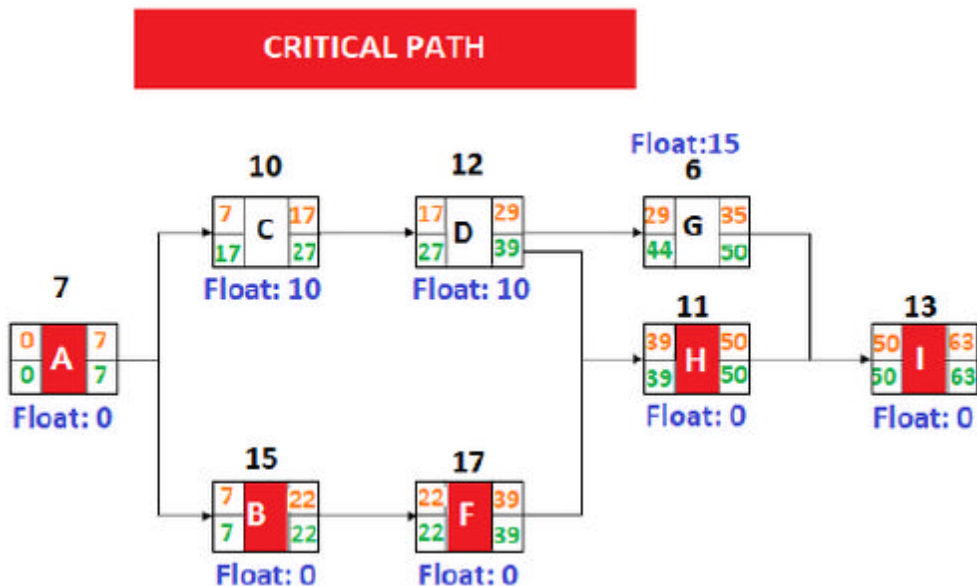 CRITICAL PATH
Float:15
10
12
6
7 C 17
17 27
17 D 29
27 39
29 G 35
44 50
Float: 10
Float: 10
7
11
13
0 A 7
0 7
39 H 50
39 50
50 I 63
50 63
Float: 0
Float: 0
Float: 0
15
17
7 B 22
7 22
22 F 39
22 39
Float: 0
Float: 0